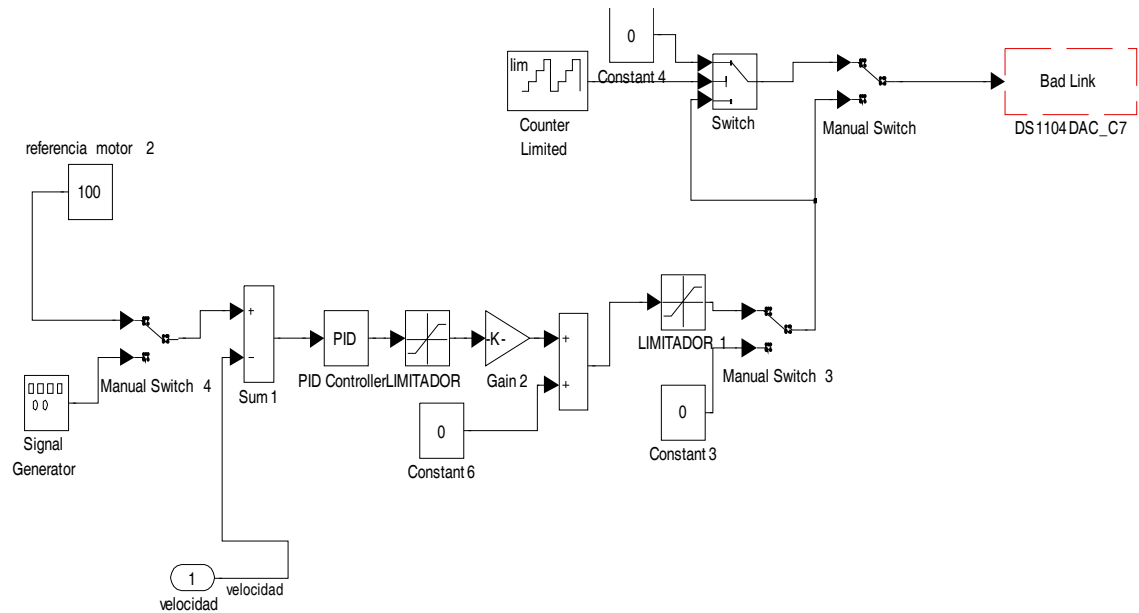 0
Constant 4
lim
Counter
Limited
Switch
Manual Switch
Bad Link
DS1104DAC_C7
referencia motor 2
100
Manual Switch 4
Signal
Generator
+
−
Sum 1
PID
PID Controller
LIMITADOR
-K-
Gain 2
+
+
0
Constant 6
LIMITADOR 1
Manual Switch 3
0
Constant 3
1
velocidad
velocidad